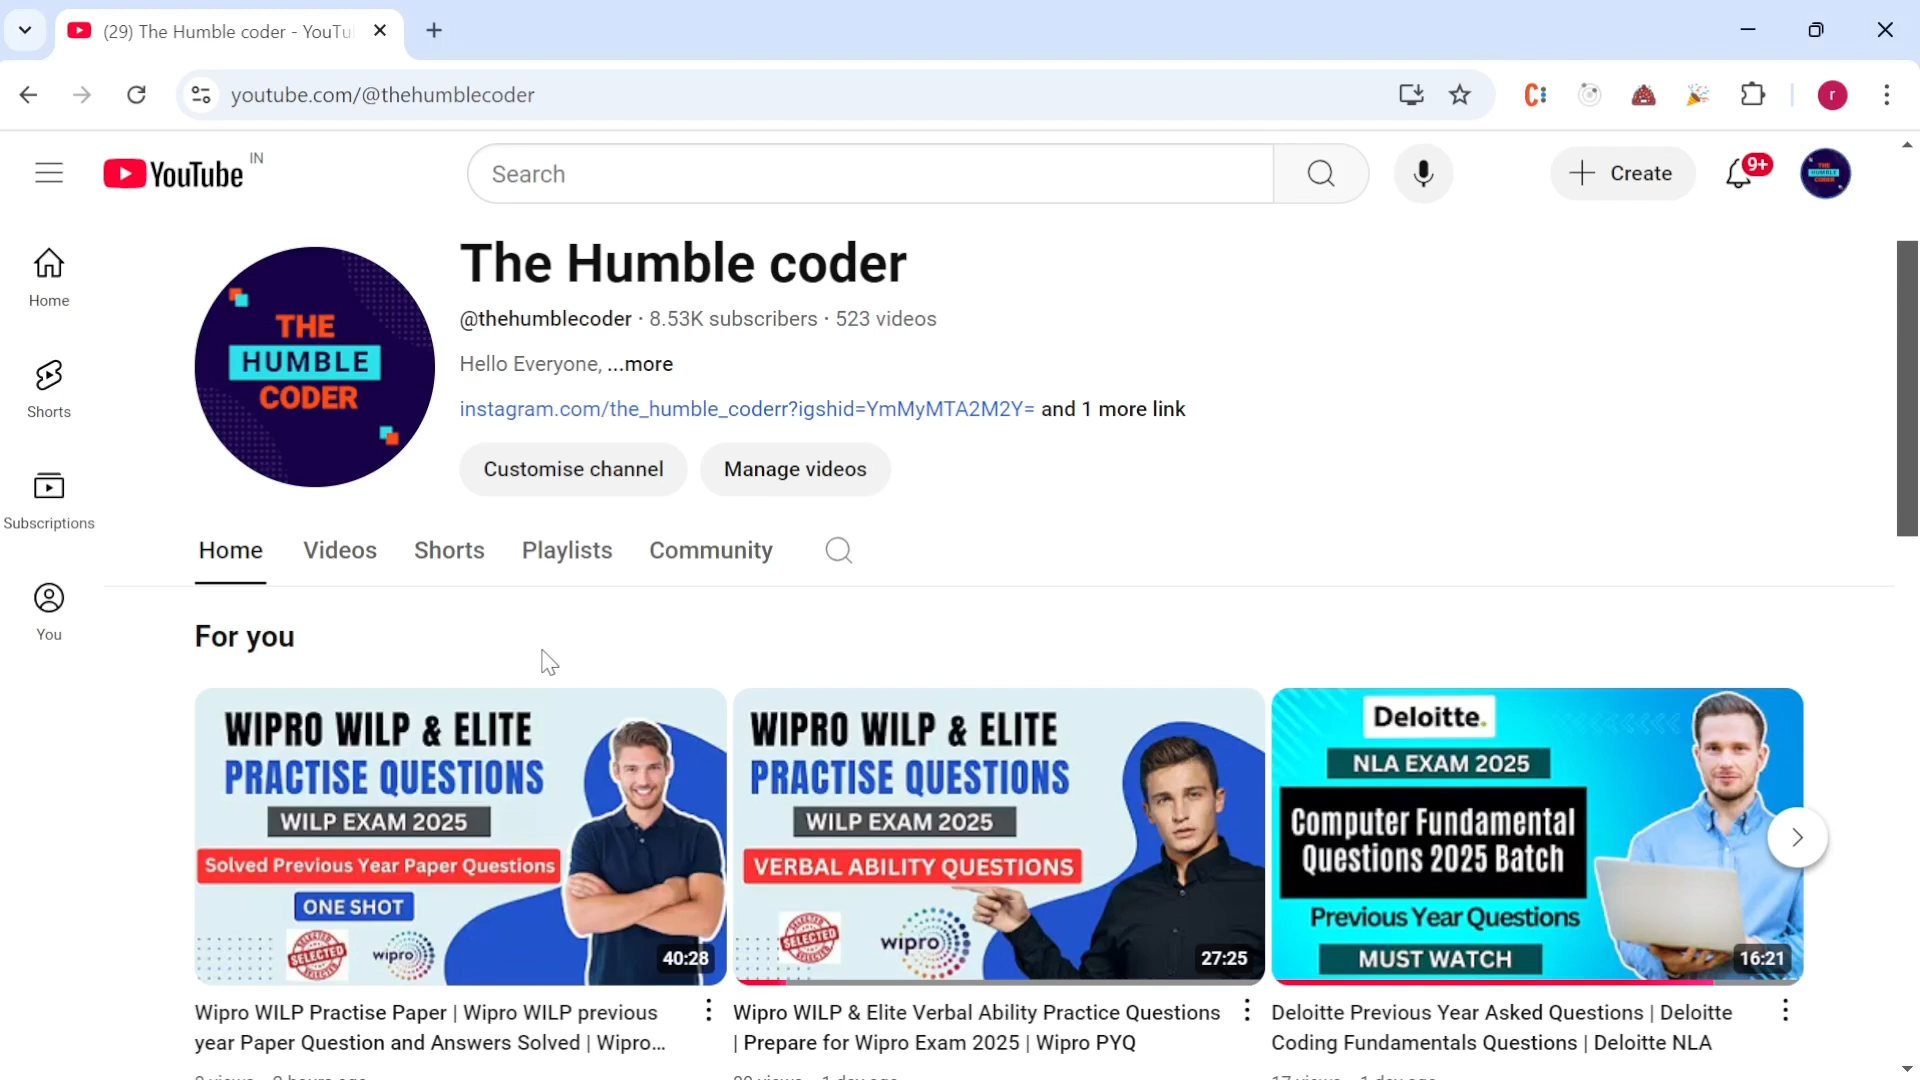 (29) The Humble coder - YouTu
youtube.com/@thehumblecoder
r
YouTube IN
Search
Create
9+
THE
HUMBLE
CODER
Home
Shorts
Subscriptions
You
THE
HUMBLE
CODER
The Humble coder
@thehumblecoder · 8.53K subscribers · 523 videos
Hello Everyone, ...more
instagram.com/the_humble_coderr?igshid=YmMyMTA2M2Y= and 1 more link
Customise channel Manage videos
Home Videos Shorts Playlists Community
For you
WIPRO WILP & ELITE
PRACTISE QUESTIONS
WILP EXAM 2025
Solved Previous Year Paper Questions
ONE SHOT
SELECTED
wipro
40:28
Wipro WILP Practise Paper | Wipro WILP previous
year Paper Question and Answers Solved | Wipro...
WIPRO WILP & ELITE
PRACTISE QUESTIONS
WILP EXAM 2025
VERBAL ABILITY QUESTIONS
SELECTED
wipro
27:25
Wipro WILP & Elite Verbal Ability Practice Questions
| Prepare for Wipro Exam 2025 | Wipro PYQ
Deloitte.
NLA EXAM 2025
Computer Fundamental
Questions 2025 Batch
Previous Year Questions
MUST WATCH
16:21
Deloitte Previous Year Asked Questions | Deloitte
Coding Fundamentals Questions | Deloitte NLA